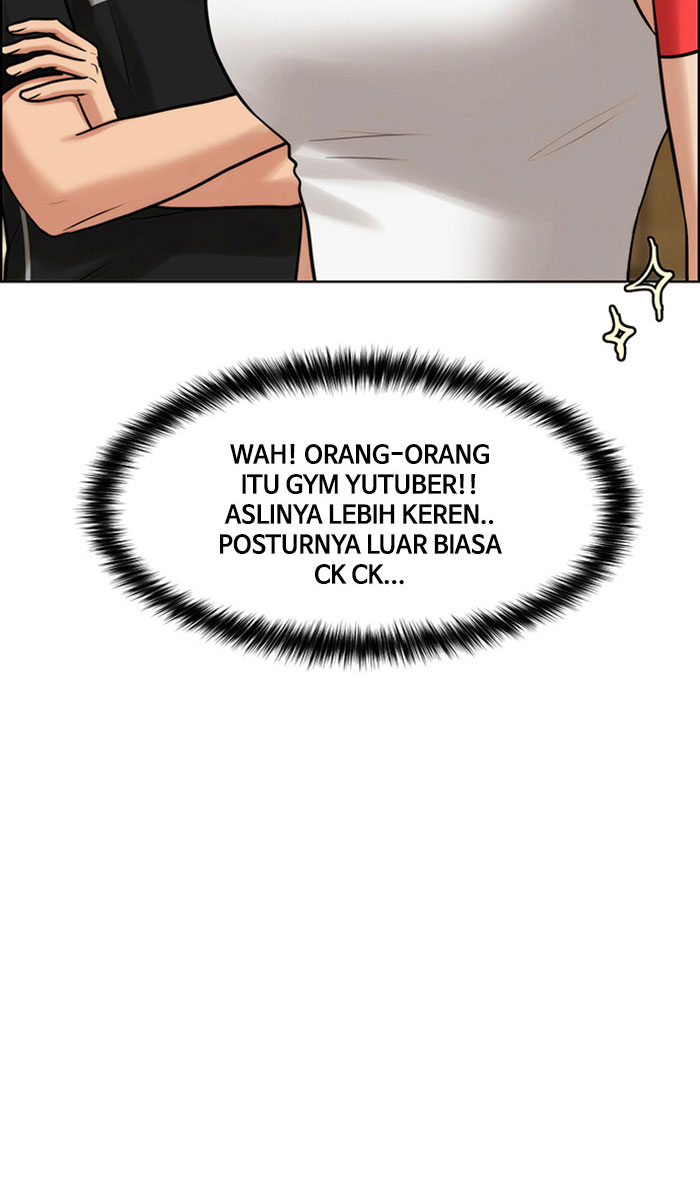 WAH! ORANG-ORANG
ITU GYM YUTUBER!!
ASLINYA LEBIH KEREN..
POSTURNYA LUAR BIASA
CK CK...